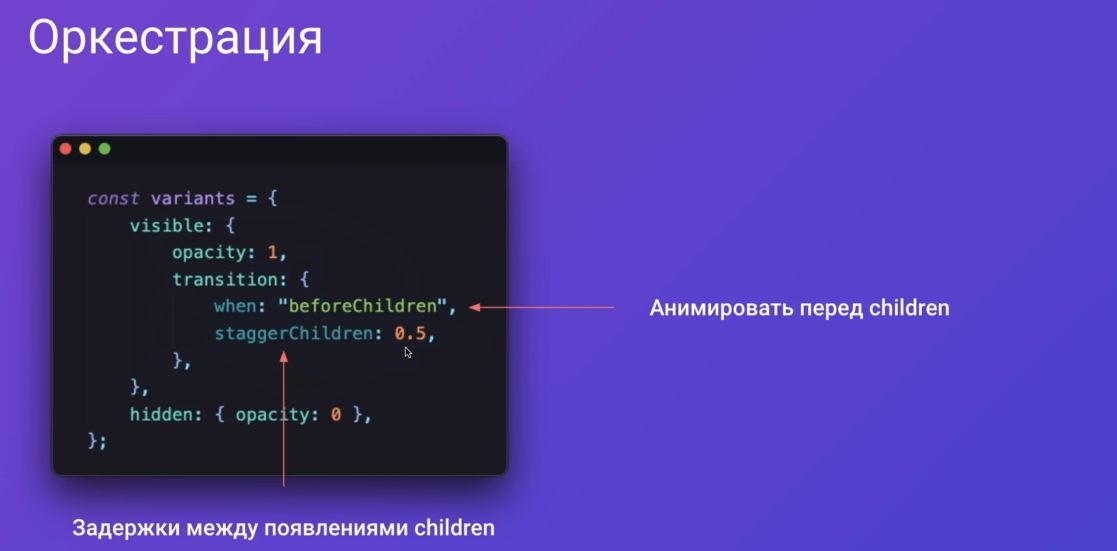 Оркестрация
const variants = {
visible: {
opacity: 1,
transition: {
when: "beforeChildren",
Анимировать перед children
staggerChildren: 0.5,
},
},
hidden: { opacity: 0 },
};
Задержки между появлениями children